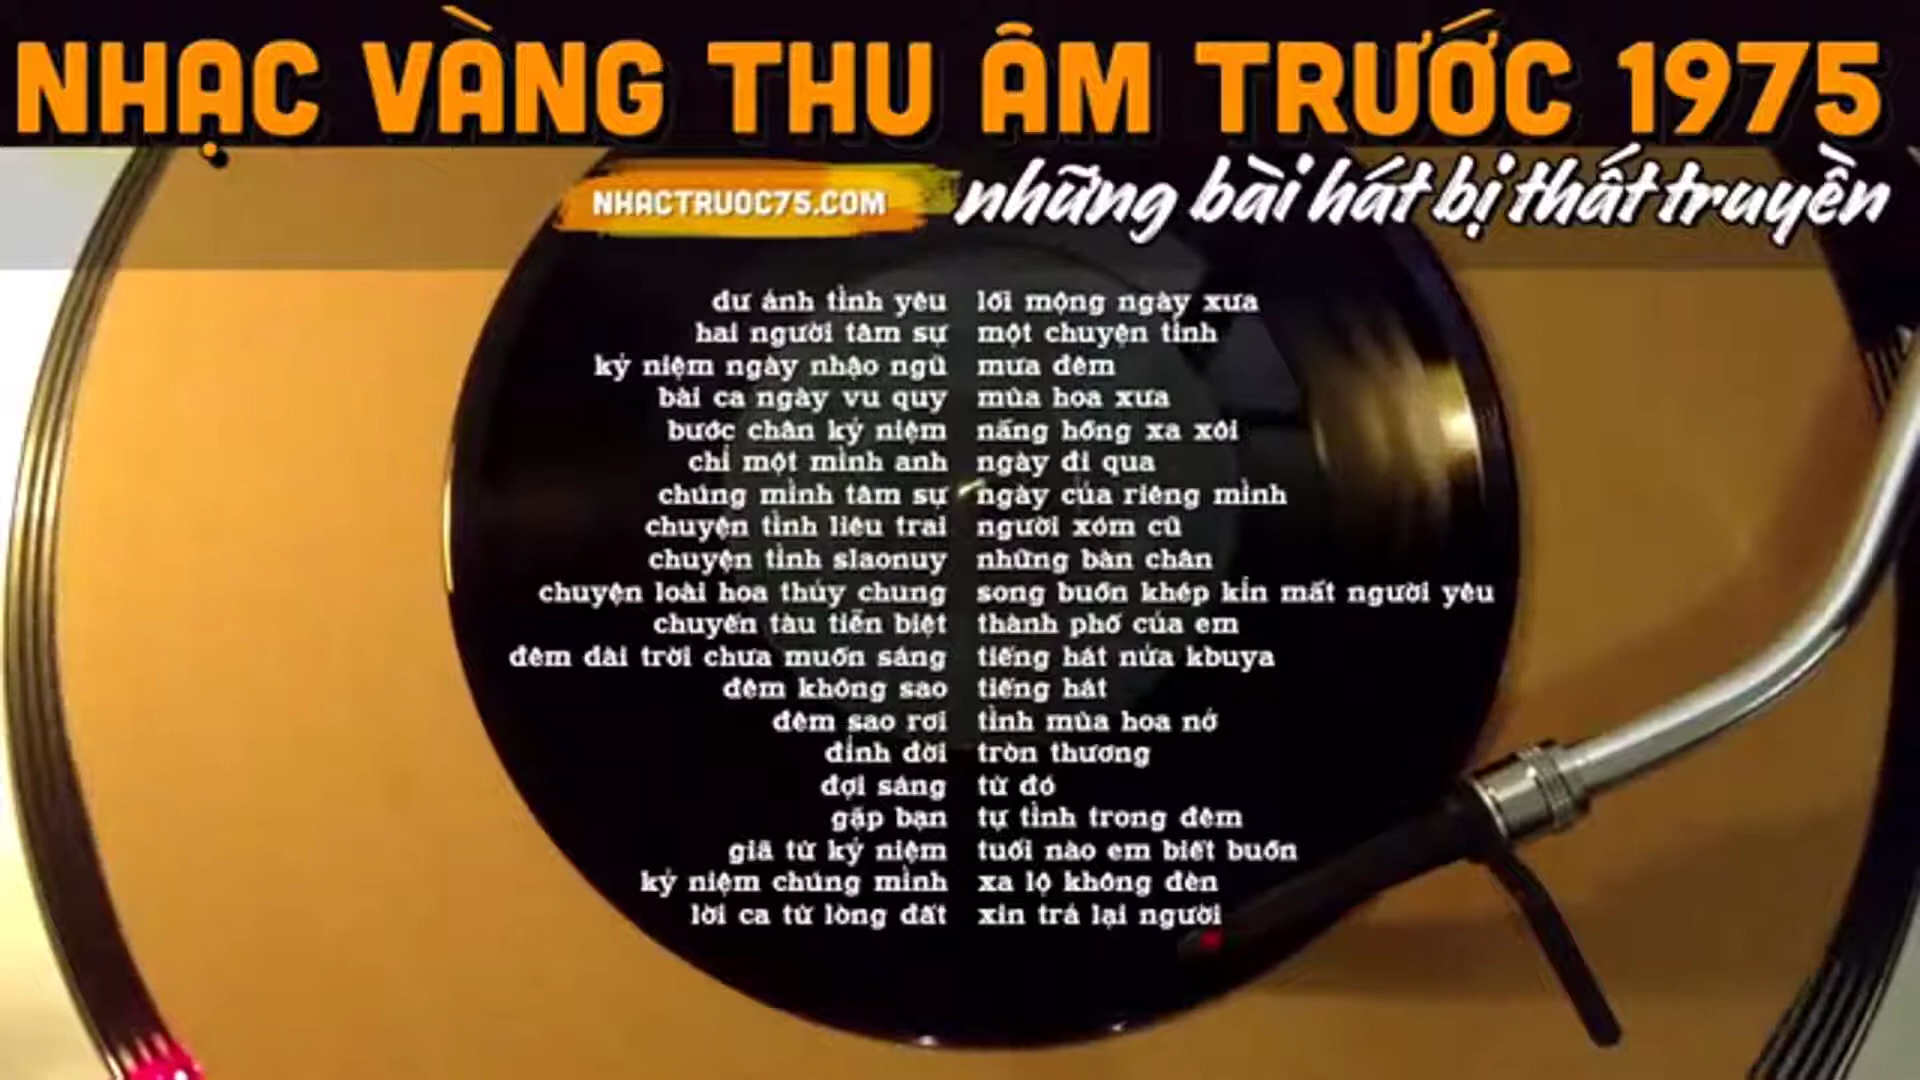 NHẠC VÀNG THU ÂM TRƯỚC 1975
NHACTRUOC75.COM
những bài hát bị thất truyền
dư ảnh tình yêu
hai người tâm sự
kỷ niệm ngày nhập ngũ
bài ca ngày vu quy
bước chân kỷ niệm
chỉ một mình anh
chúng mình tâm sự
chuyện tình liêu trai
chuyện tình slaonuy
chuyện loài hoa thủy chung
chuyến tàu tiễn biệt
đêm dài trời chưa muốn sáng
đêm không sao
đêm sao rơi
đỉnh đời
đợi sáng
gặp bạn
giã từ kỷ niệm
kỷ niệm chúng mình
lời ca từ lòng đất
lối mộng ngày xưa
một chuyện tình
mưa đêm
mùa hoa xưa
nắng hồng xa xôi
ngày đi qua
ngày của riêng mình
người xóm cũ
những bàn chân
song buồn khép kín mất người yêu
thành phố của em
tiếng hát nửa kbuya
tiếng hát
tình mùa hoa nở
tròn thương
từ đó
tự tình trong đêm
tuổi nào em biết buồn
xa lộ không đèn
xin trả lại người